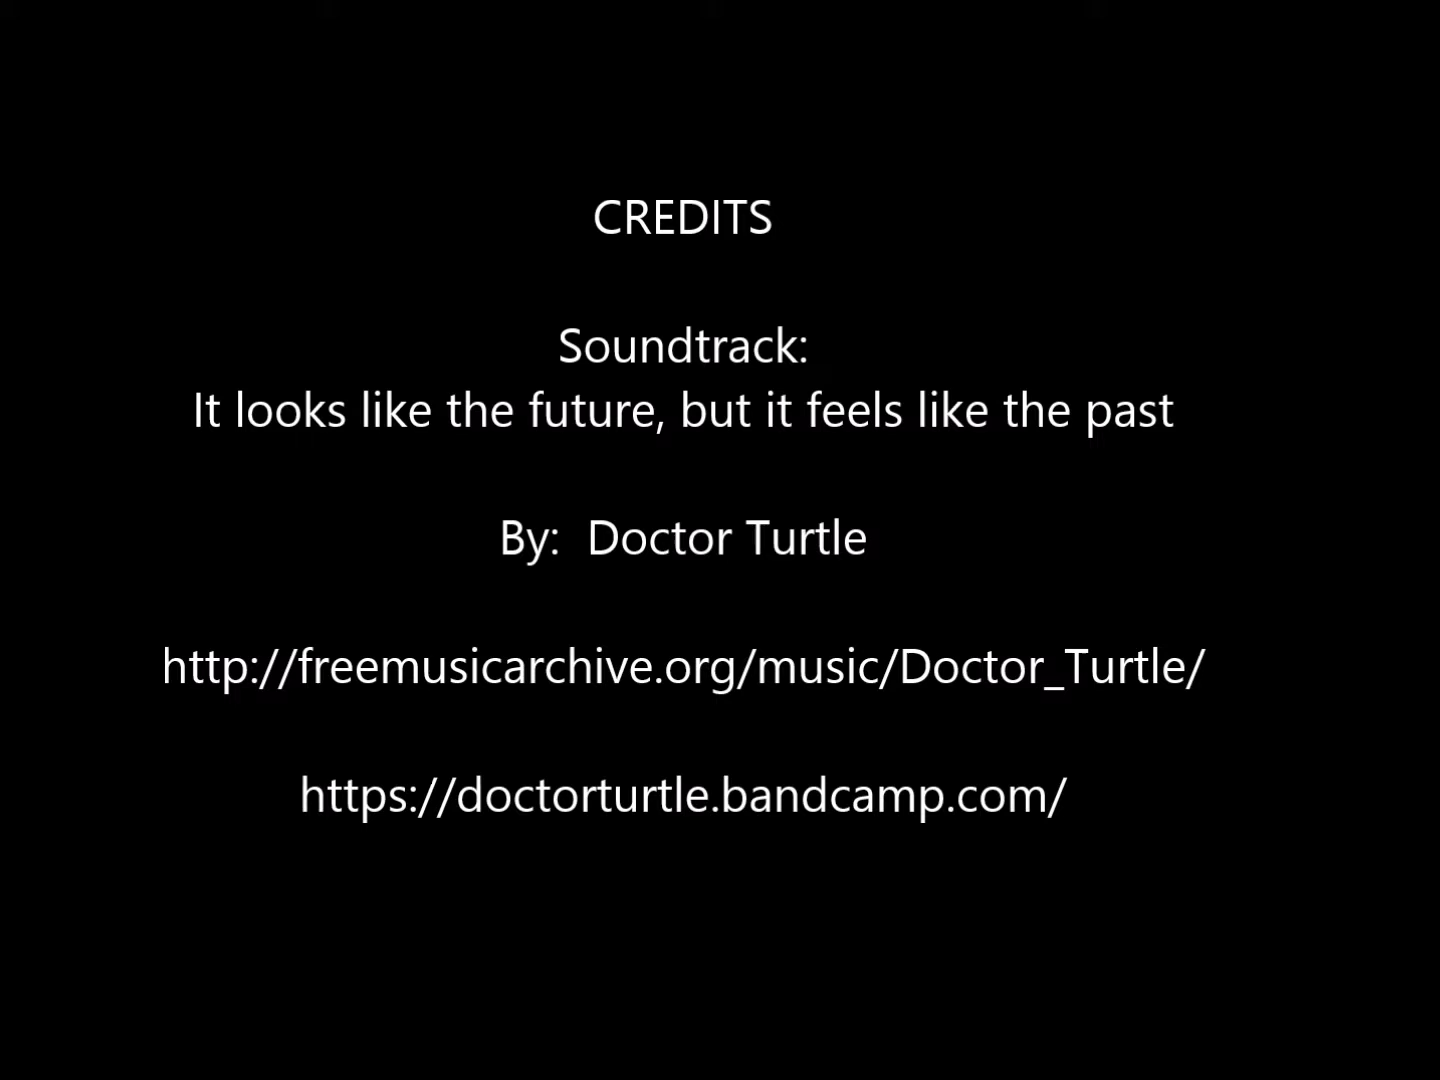 CREDITS
Soundtrack:
It looks like the future, but it feels like the past
By:  Doctor Turtle
http://freemusicarchive.org/music/Doctor_Turtle/
https://doctorturtle.bandcamp.com/